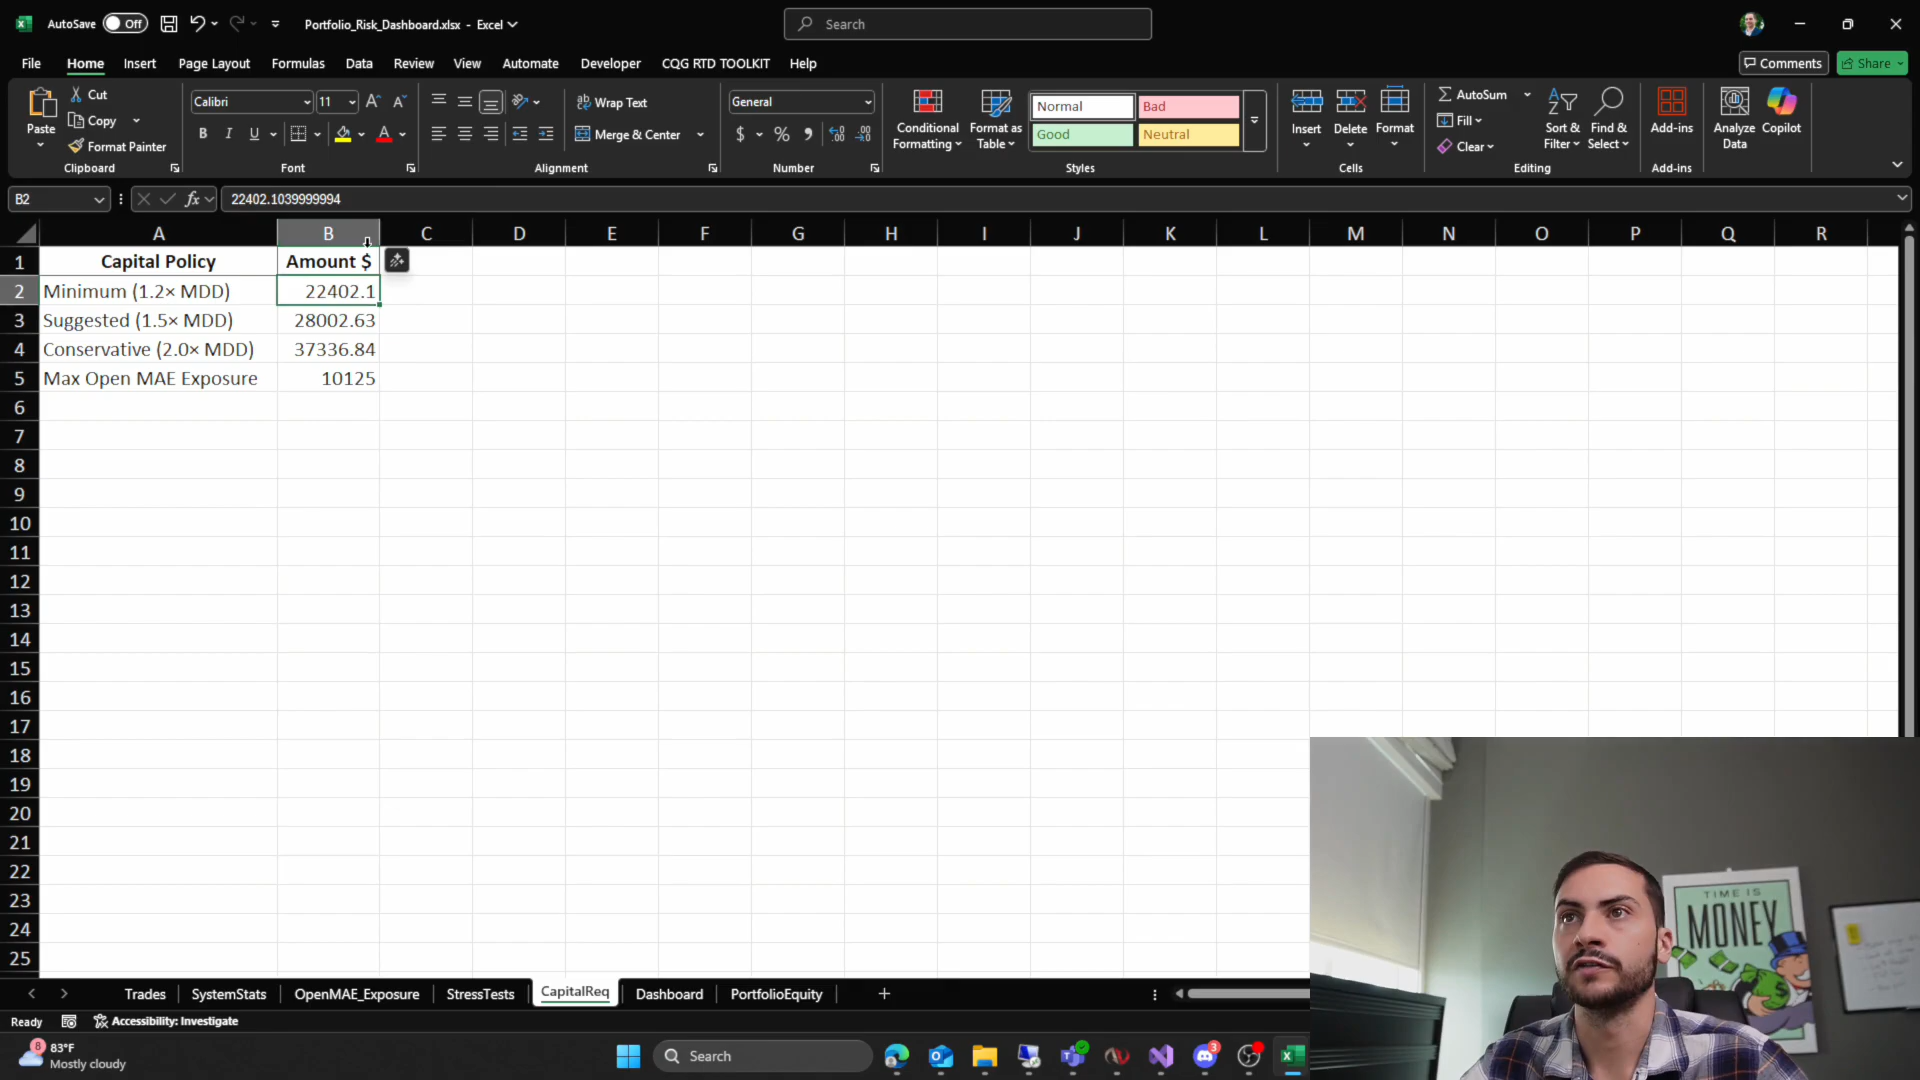 AutoSave Off Portfolio_Risk_Dashboard.xlsx - Excel Search
File Home Insert Page Layout Formulas Data Review View Automate Developer CQG RTD TOOLKIT Help Comments Share
Paste Cut Copy Format Painter Clipboard
Calibri 11 B I U A Font
Wrap Text Merge & Center Alignment
General $ % Number
Conditional Formatting Format as Table Normal Bad Good Neutral Styles
Insert Delete Format Cells
AutoSum Fill Clear Sort & Filter Find & Select Editing
Add-ins Add-ins
Analyze Data Copilot
B2 fx 22402.1039999994
A B C D E F G H I J K L M N O P Q R
1 Capital Policy Amount $
2 Minimum (1.2× MDD) 22402.1
3 Suggested (1.5× MDD) 28002.63
4 Conservative (2.0× MDD) 37336.84
5 Max Open MAE Exposure 10125
6
7
8
9
10
11
12
13
14
15
16
17
18
19
20
21
22
23
24
25
TIME IS
MONEY
Trades SystemStats OpenMAE_Exposure StressTests CapitalReq Dashboard PortfolioEquity
Ready Accessibility: Investigate
8 83°F
Mostly cloudy
Search
3